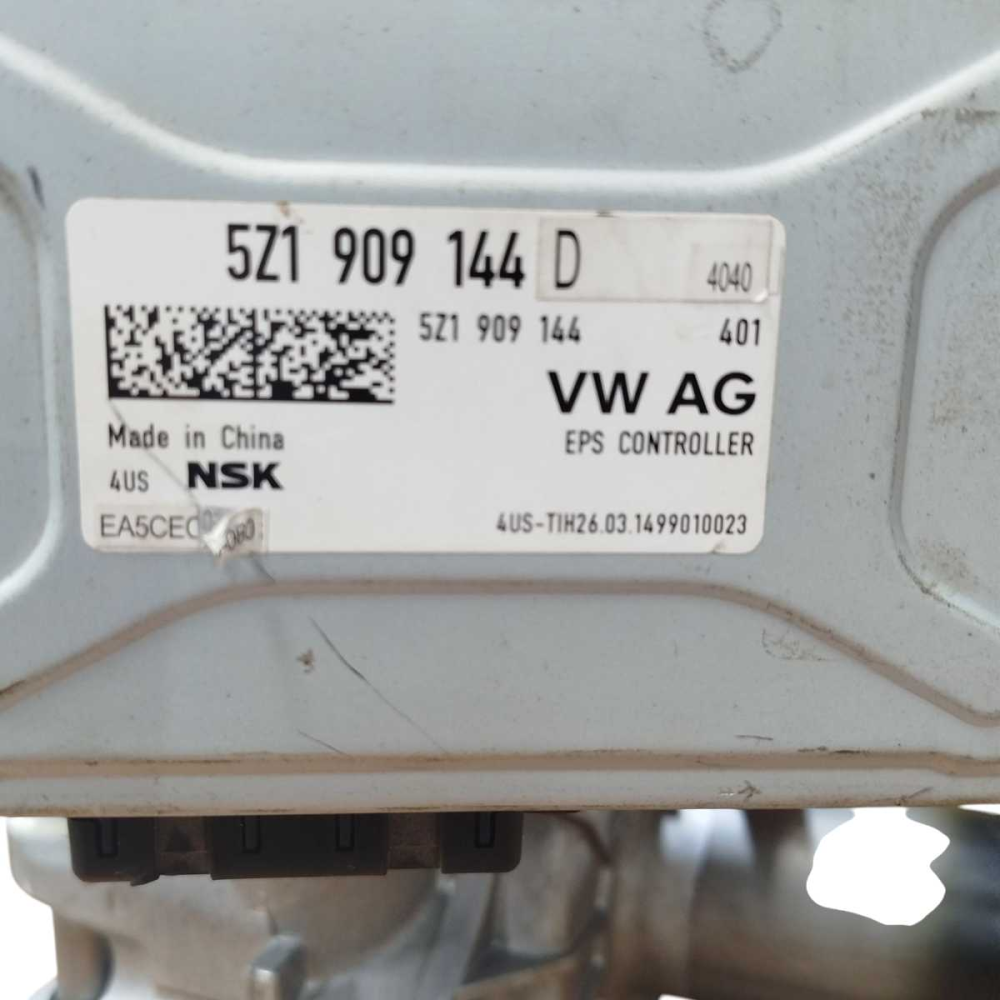 5Z1 909 144 D 4040
5Z1 909 144 401
VW AG
Made in China EPS CONTROLLER
4US NSK
4US-TIH26.03.1499010023